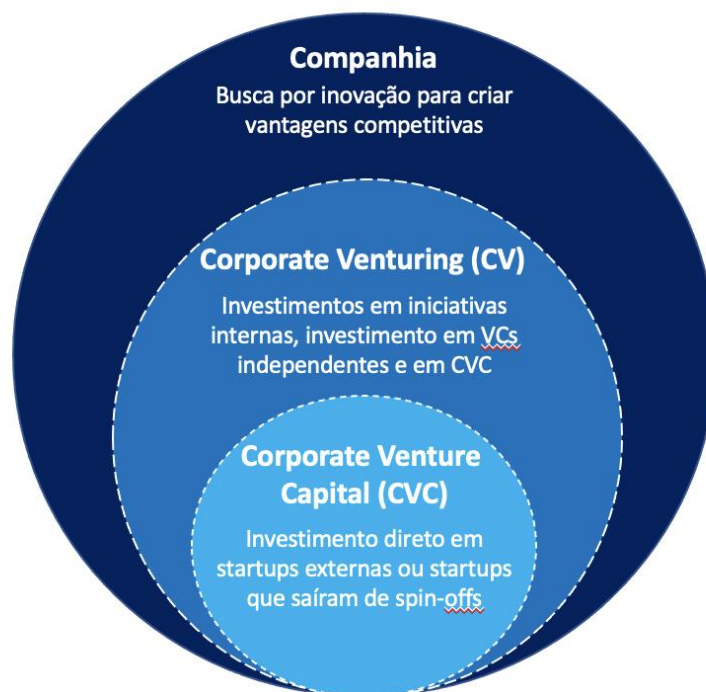 Companhia
Busca por inovação para criar
vantagens competitivas
Corporate Venturing (CV)
Investimentos em iniciativas
internas, investimento em VCs
independentes e em CVC
Corporate Venture
Capital (CVC)
Investimento direto em
startups externas ou startups
que saíram de spin-offs